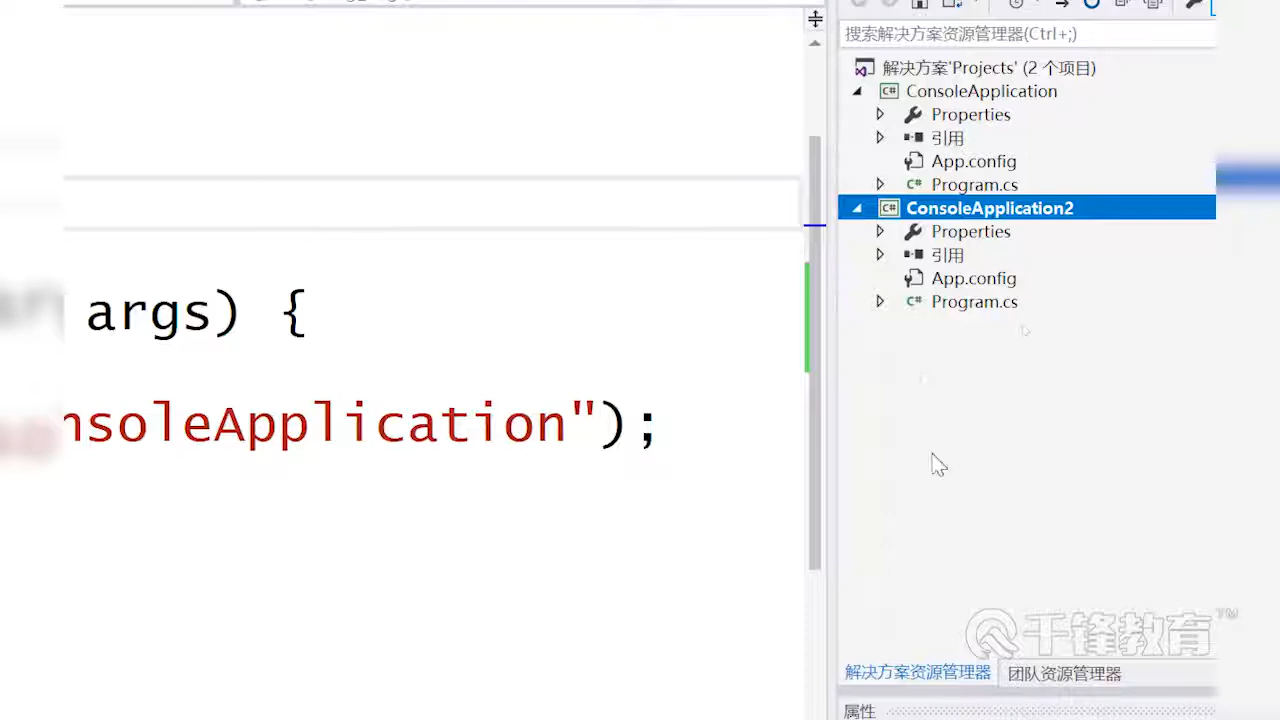 搜索解决方案资源管理器(Ctrl+;)
解决方案'Projects' (2 个项目)
C# ConsoleApplication
Properties
引用
App.config
C# Program.cs
C# ConsoleApplication2
Properties
引用
App.config
C# Program.cs
args) {
nsoleApplication");
千锋教育™
解决方案资源管理器 团队资源管理器
属性